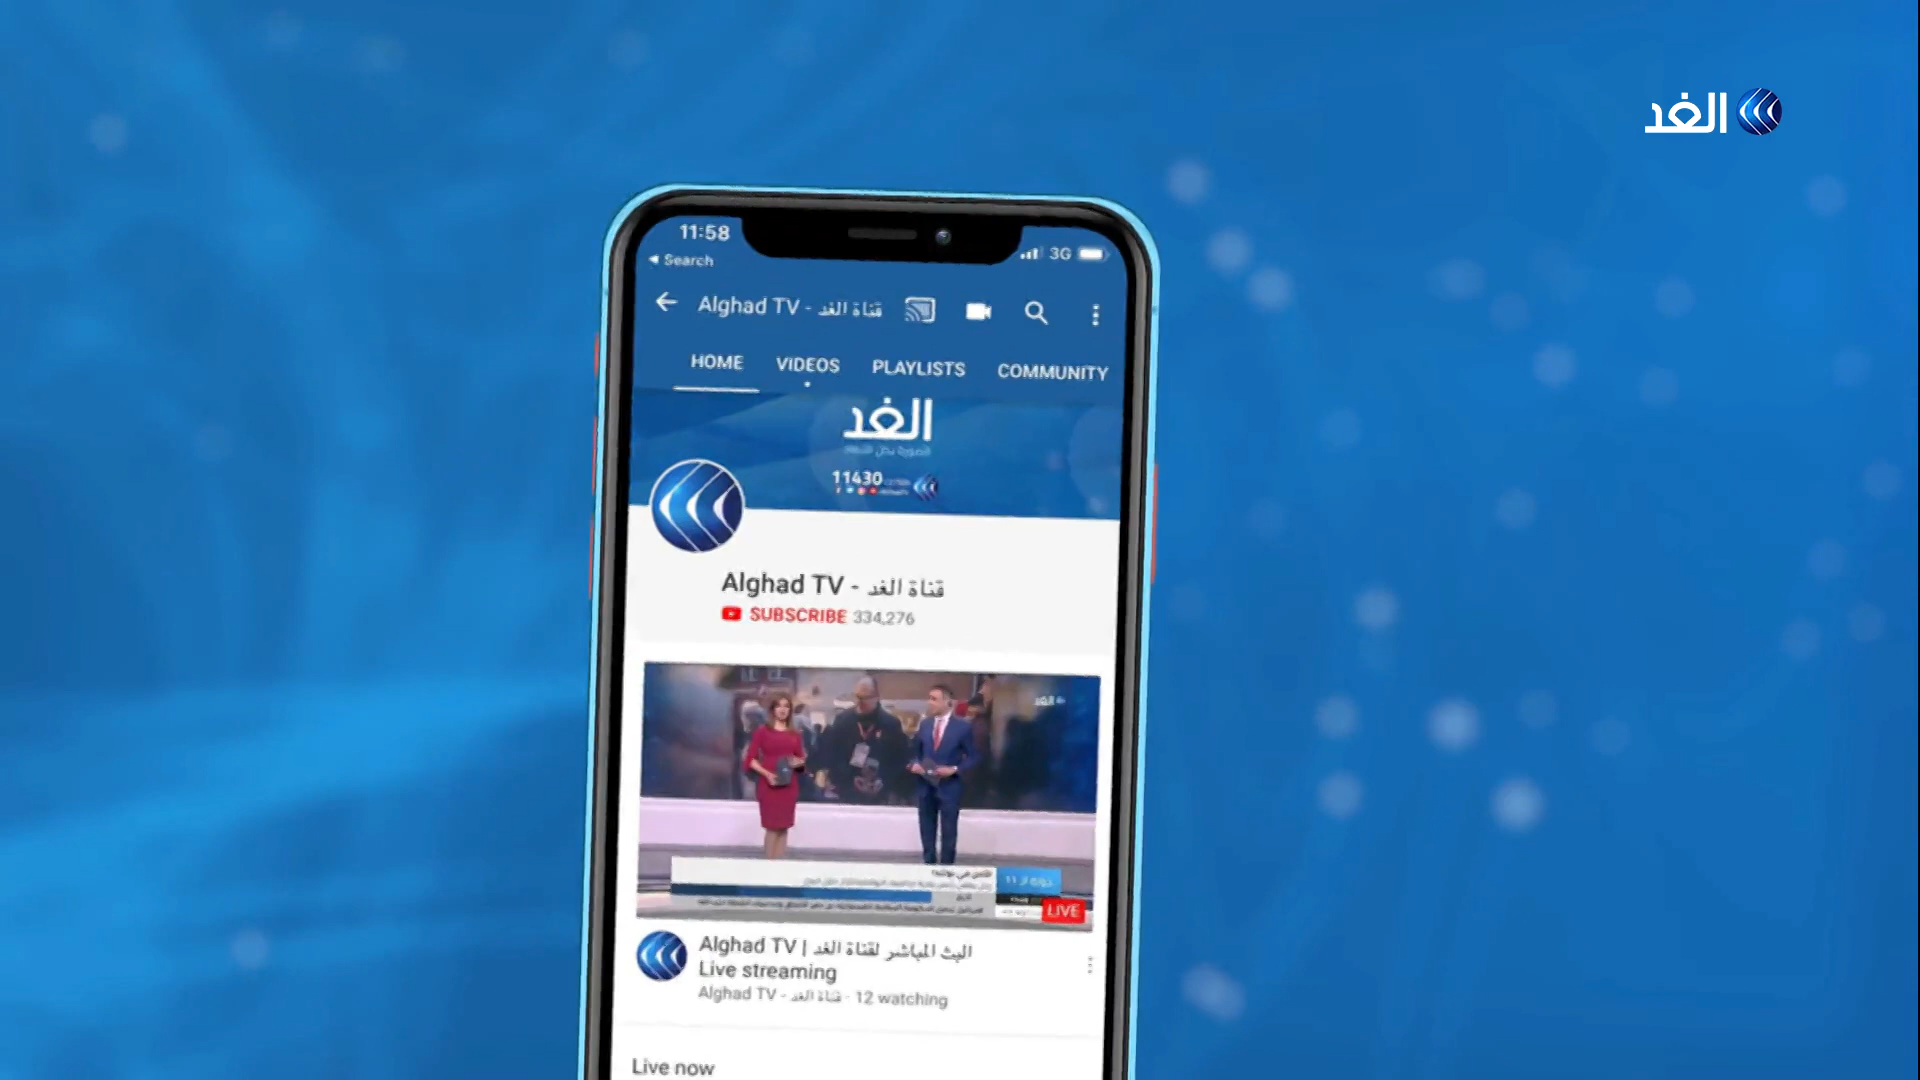 الغد
11:58
3G
Search
Alghad TV - قناة الغد
HOME VIDEOS PLAYLISTS COMMUNITY
الغد
11430
Alghad TV - قناة الغد
SUBSCRIBE 334,276
الغد
LIVE
Alghad TV | البث المباشر لقناة الغد
Live streaming
Alghad TV - قناة الغد · 12 watching
Live now